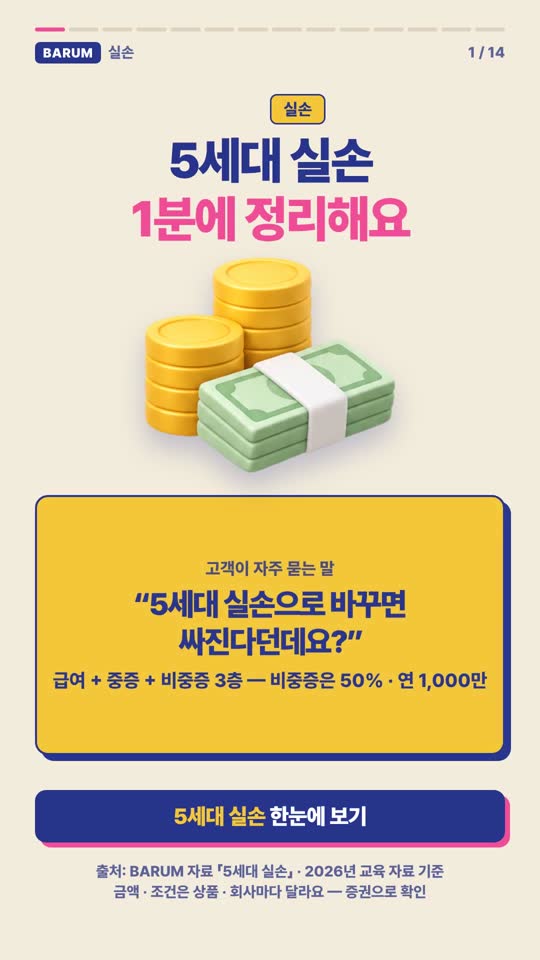 BARUM 실손
1 / 14
실손
5세대 실손
1분에 정리해요
고객이 자주 묻는 말
“5세대 실손으로 바꾸면
싸진다던데요?”
급여 + 중증 + 비중증 3층 — 비중증은 50% · 연 1,000만
5세대 실손 한눈에 보기
출처: BARUM 자료 「5세대 실손」 · 2026년 교육 자료 기준
금액 · 조건은 상품 · 회사마다 달라요 — 증권으로 확인